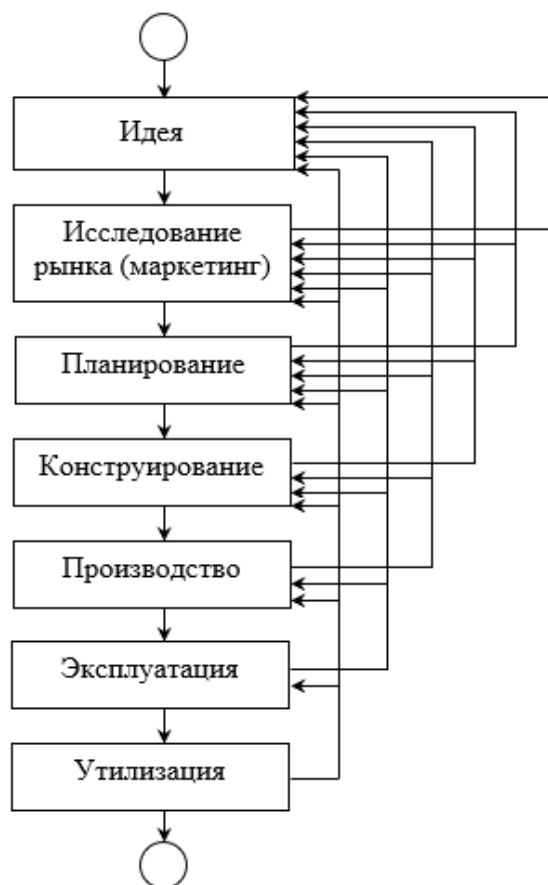 Идея
Исследование
рынка (маркетинг)
Планирование
Конструирование
Производство
Эксплуатация
Утилизация